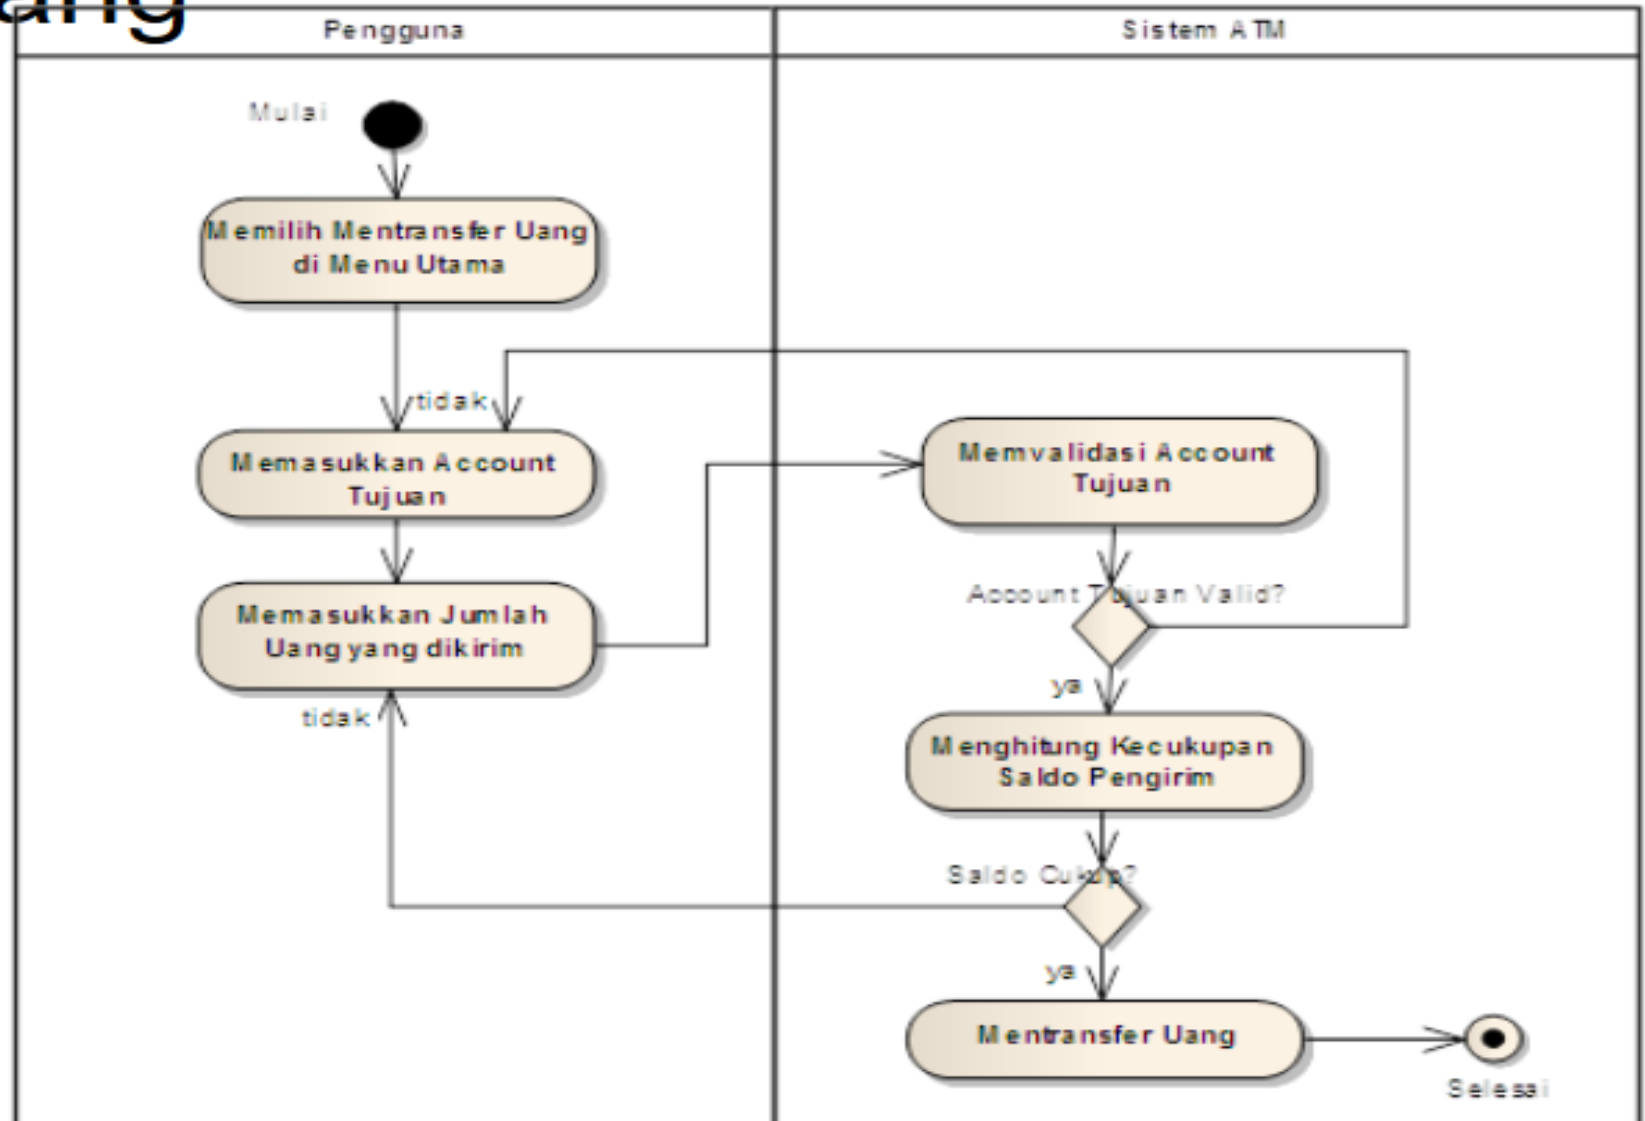 Pengguna
Sistem ATM
Mulai
Memilih Mentransfer Uang
di Menu Utama
tidak
Memasukkan Account
Tujuan
Memvalidasi Account
Tujuan
Account Tujuan Valid?
Memasukkan Jumlah
Uang yang dikirim
ya
tidak
Menghitung Kecukupan
Saldo Pengirim
Saldo Cukup?
ya
Mentransfer Uang
Selesai